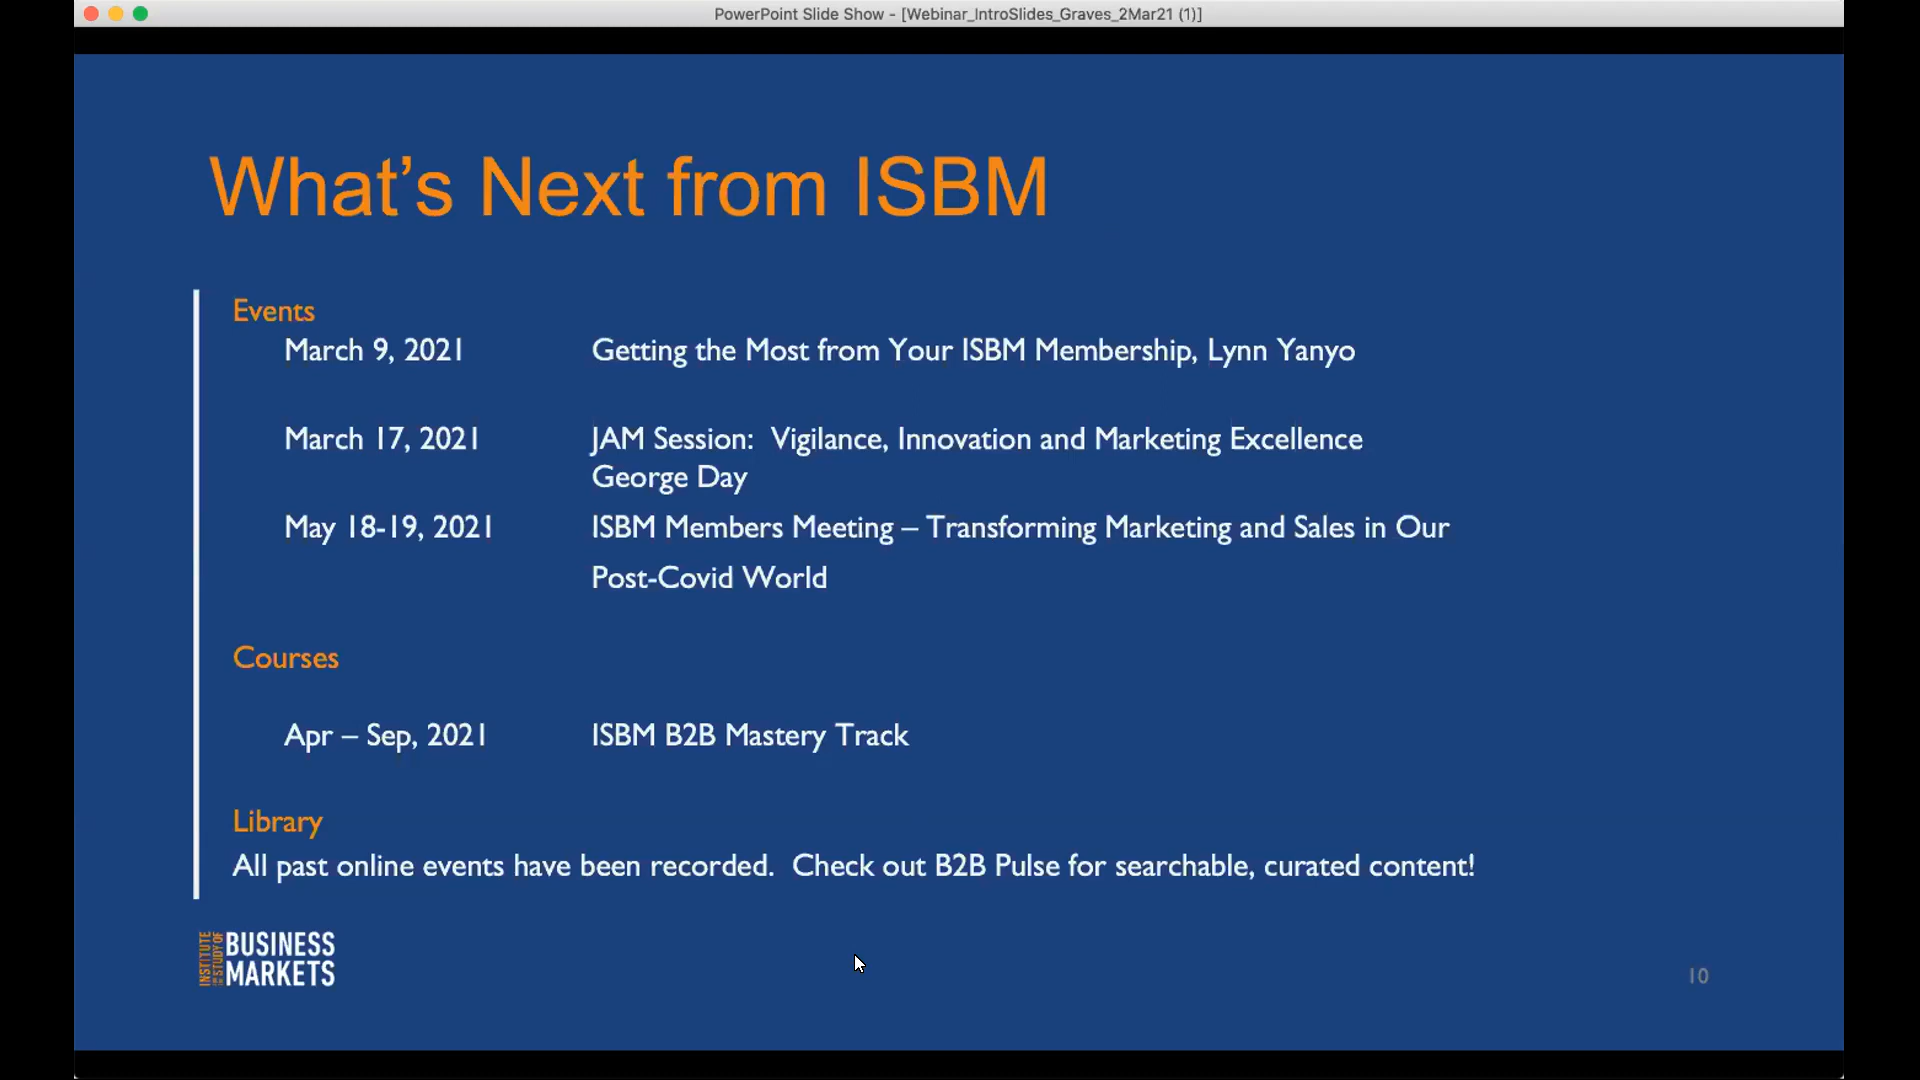 PowerPoint Slide Show - [Webinar_IntroSlides_Graves_2Mar21 (1)]
What's Next from ISBM
Events
March 9, 2021 Getting the Most from Your ISBM Membership, Lynn Yanyo
March 17, 2021 JAM Session: Vigilance, Innovation and Marketing Excellence
George Day
May 18-19, 2021 ISBM Members Meeting – Transforming Marketing and Sales in Our
Post-Covid World
Courses
Apr – Sep, 2021 ISBM B2B Mastery Track
Library
All past online events have been recorded. Check out B2B Pulse for searchable, curated content!
INSTITUTE
STUDY OF
BUSINESS
MARKETS
10